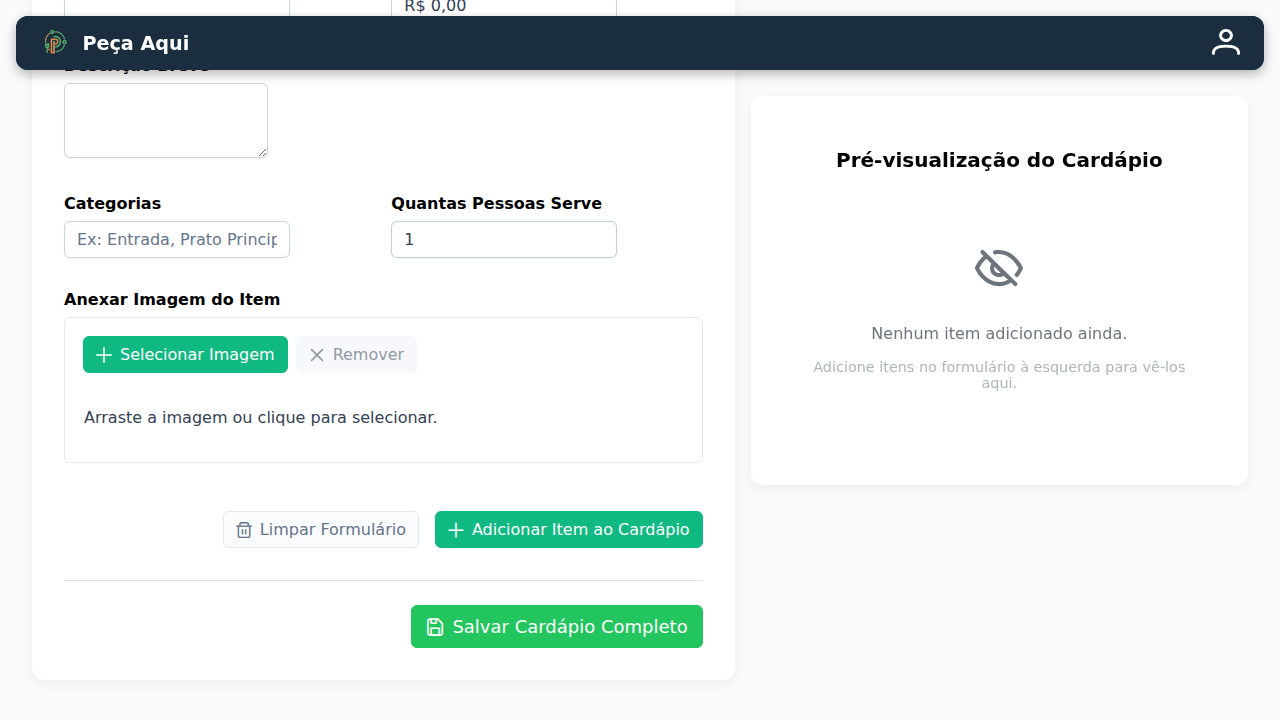 R$ 0,00
Peça Aqui
Categorias
Quantas Pessoas Serve
Ex: Entrada, Prato Princip
1
Anexar Imagem do Item
Selecionar Imagem
Remover
Arraste a imagem ou clique para selecionar.
Limpar Formulário
Adicionar Item ao Cardápio
Salvar Cardápio Completo
Pré-visualização do Cardápio
Nenhum item adicionado ainda.
Adicione itens no formulário à esquerda para vê-los
aqui.